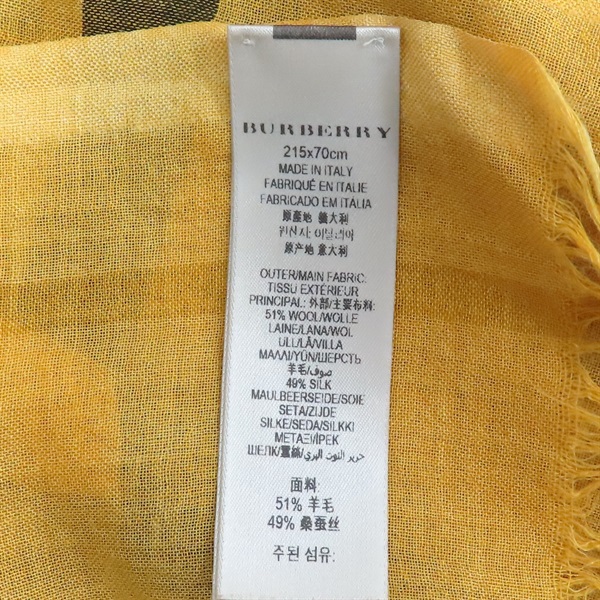 BURBERRY
215x70cm
MADE IN ITALY
FABRIQUÉ EN ITALIE
FABRICADO EM ITALIA
原產地 義大利
원산지: 이탈리아
原产地 意大利
OUTER/MAIN FABRIC:
TISSU EXTÉRIEUR
PRINCIPAL: 外部/主要布料:
51% WOOL/WOLLE
LAINE/LANA/WOL
ULL/LÃ/VILLA
ΜΑΛΛΙ/YÜN/ШЕРСТЬ
羊毛/صوف
49% SILK
MAULBEERSEIDE/SOIE
SETA/ZIJDE
SILKE/SEDA/SILKKI
ΜΕΤΑΞΙ/İPEK
ШЕЛК/蠶絲/حرير التوت البري
面料:
51% 羊毛
49% 桑蚕丝
주된 섬유: